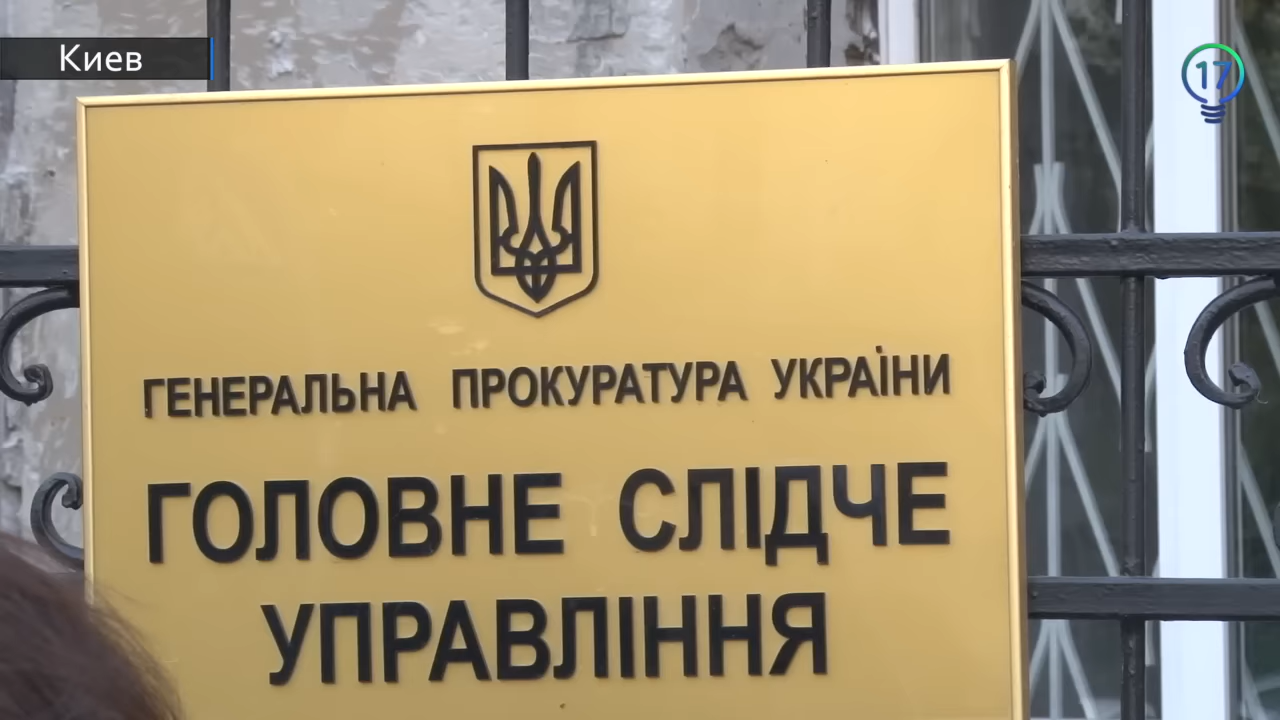 Киев
17
ГЕНЕРАЛЬНА ПРОКУРАТУРА УКРАЇНИ
ГОЛОВНЕ СЛІДЧЕ
УПРАВЛІННЯ